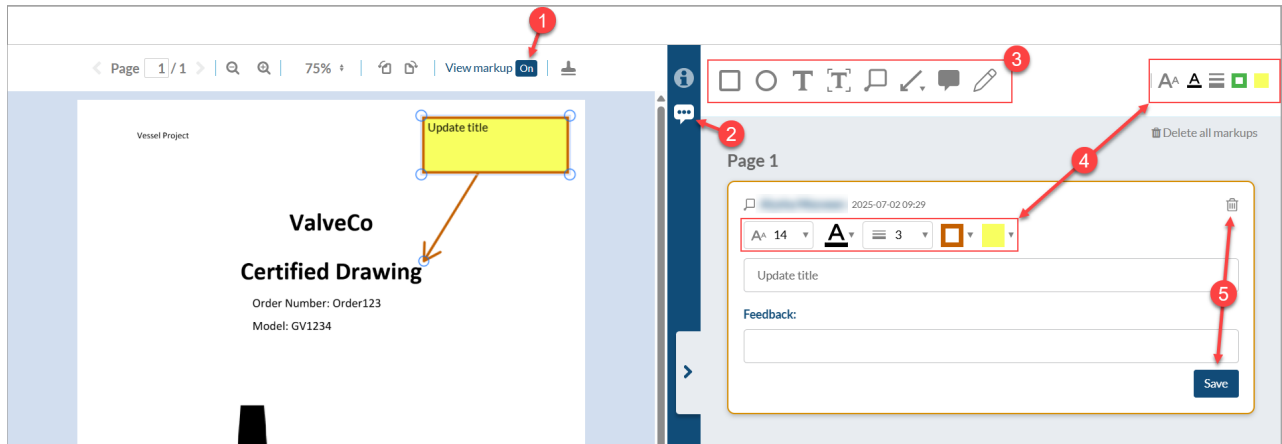 1
Page 1 / 1 75% View markup On
3
2
4
5
Delete all markups
Page 1
2025-07-02 09:29
14 A 3
Update title
Feedback:
Save
Vessel Project
Update title
ValveCo
Certified Drawing
Order Number: Order123
Model: GV1234